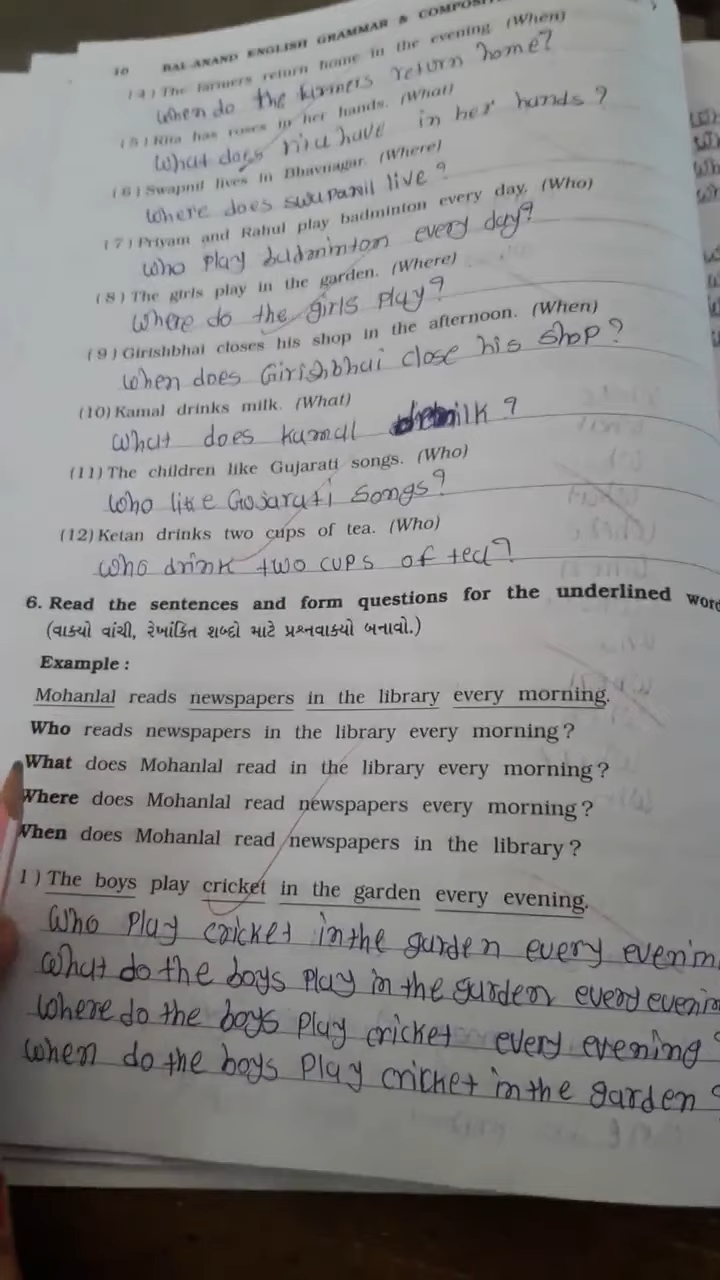 10 BAL-ANAND ENGLISH GRAMMAR & COMPOSI
(4) The farmers return home in the evening. (When)
When do the farmers return home?
(5) Rita has roses in her hands. (What)
What does ritu have in her hands?
(6) Swapnil lives in Bhavnagar. (Where)
Where does swapanil live?
(7) Priyam and Rahul play badminton every day. (Who)
Who play badminton every day?
(8) The girls play in the garden. (Where)
Where do the girls play?
(9) Girishbhai closes his shop in the afternoon. (When)
When does Girishbhai close his shop?
(10) Kamal drinks milk. (What)
What does kamal milk?
(11) The children like Gujarati songs. (Who)
Who like Gujarati songs?
(12) Ketan drinks two cups of tea. (Who)
Who drink two cups of tea?
6. Read the sentences and form questions for the underlined word
(વાક્યો વાંચી, રેખાંકિત શબ્દો માટે પ્રશ્નવાક્યો બનાવો.)
Example :
Mohanlal reads newspapers in the library every morning.
Who reads newspapers in the library every morning?
What does Mohanlal read in the library every morning?
Where does Mohanlal read newspapers every morning?
When does Mohanlal read newspapers in the library?
1) The boys play cricket in the garden every evening.
Who play cricket in the garden every evenin
What do the boys play in the garden every evenin
Where do the boys play cricket every evening?
When do the boys play cricket in the garden?